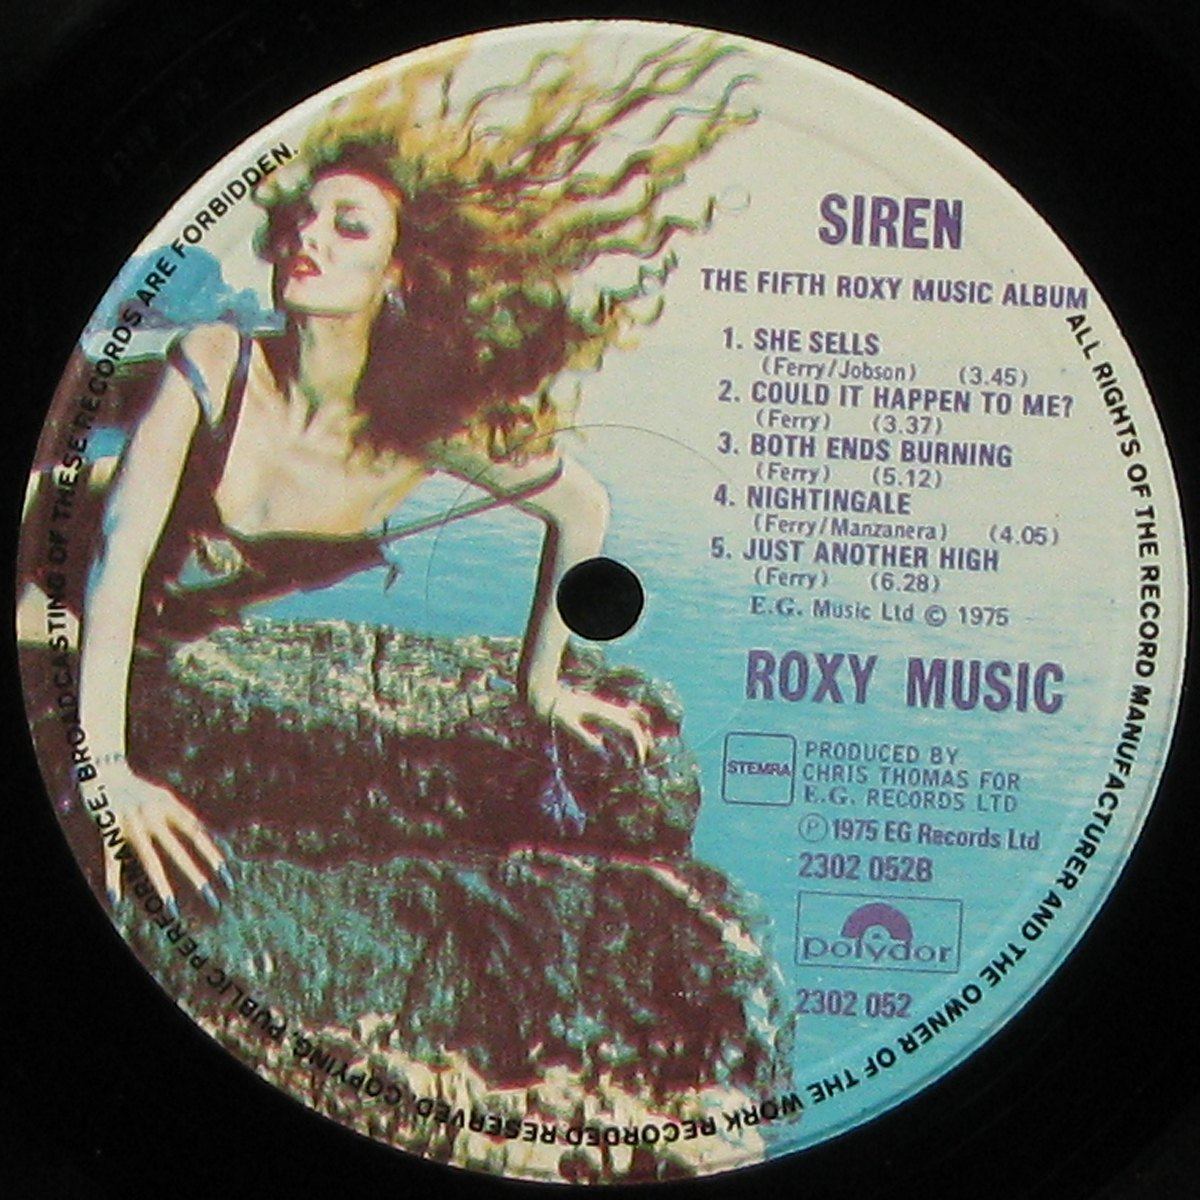 SIREN
THE FIFTH ROXY MUSIC ALBUM
1. SHE SELLS
(Ferry/Jobson) (3.45)
2. COULD IT HAPPEN TO ME?
(Ferry) (3.37)
3. BOTH ENDS BURNING
(Ferry) (5.12)
4. NIGHTINGALE
(Ferry/Manzanera) (4.05)
5. JUST ANOTHER HIGH
(Ferry) (6.28)
E.G. Music Ltd © 1975
ROXY MUSIC
STEMRA
PRODUCED BY
CHRIS THOMAS FOR
E.G. RECORDS LTD
Ⓟ 1975 EG Records Ltd
2302 052B
polydor
2302 052
ALL RIGHTS OF THE RECORD MANUFACTURER AND THE OWNER OF THE WORK RECORDED RESERVED. COPYING, PUBLIC PERFORMANCE, BROADCASTING OF THESE RECORDS ARE FORBIDDEN.